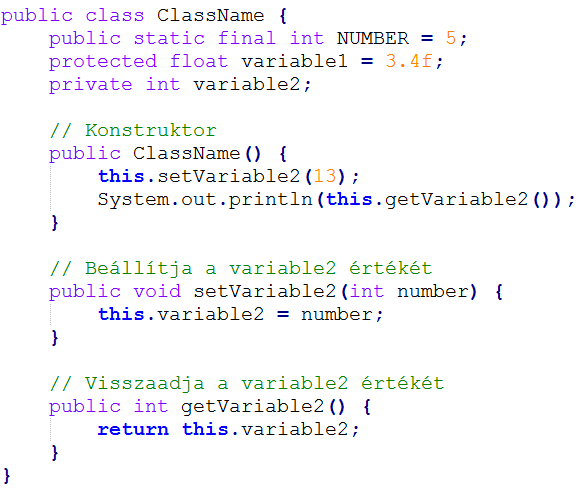 public class ClassName {
    public static final int NUMBER = 5;
    protected float variable1 = 3.4f;
    private int variable2;

    // Konstruktor
    public ClassName() {
        this.setVariable2(13);
        System.out.println(this.getVariable2());
    }

    // Beállítja a variable2 értékét
    public void setVariable2(int number) {
        this.variable2 = number;
    }

    // Visszaadja a variable2 értékét
    public int getVariable2() {
        return this.variable2;
    }
}